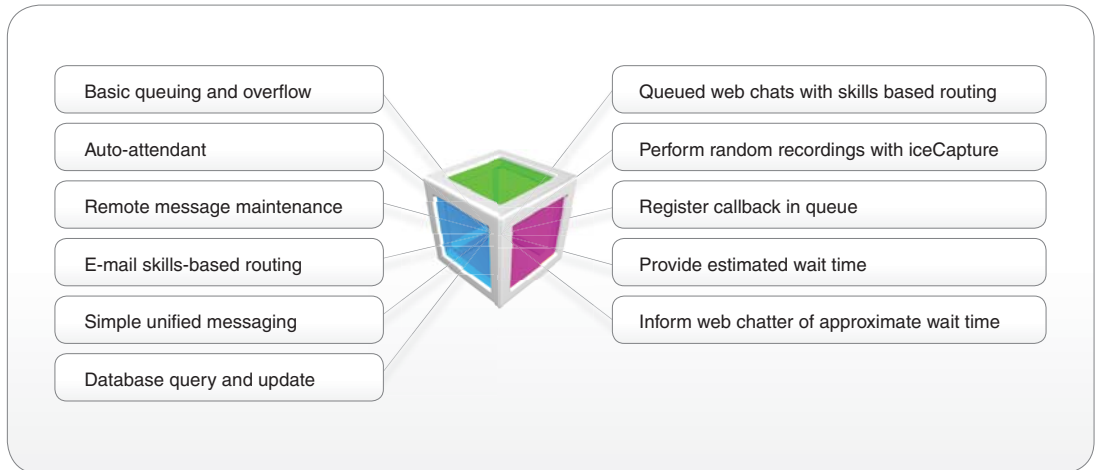 Basic queuing and overflow
Auto-attendant
Remote message maintenance
E-mail skills-based routing
Simple unified messaging
Database query and update
Queued web chats with skills based routing
Perform random recordings with iceCapture
Register callback in queue
Provide estimated wait time
Inform web chatter of approximate wait time